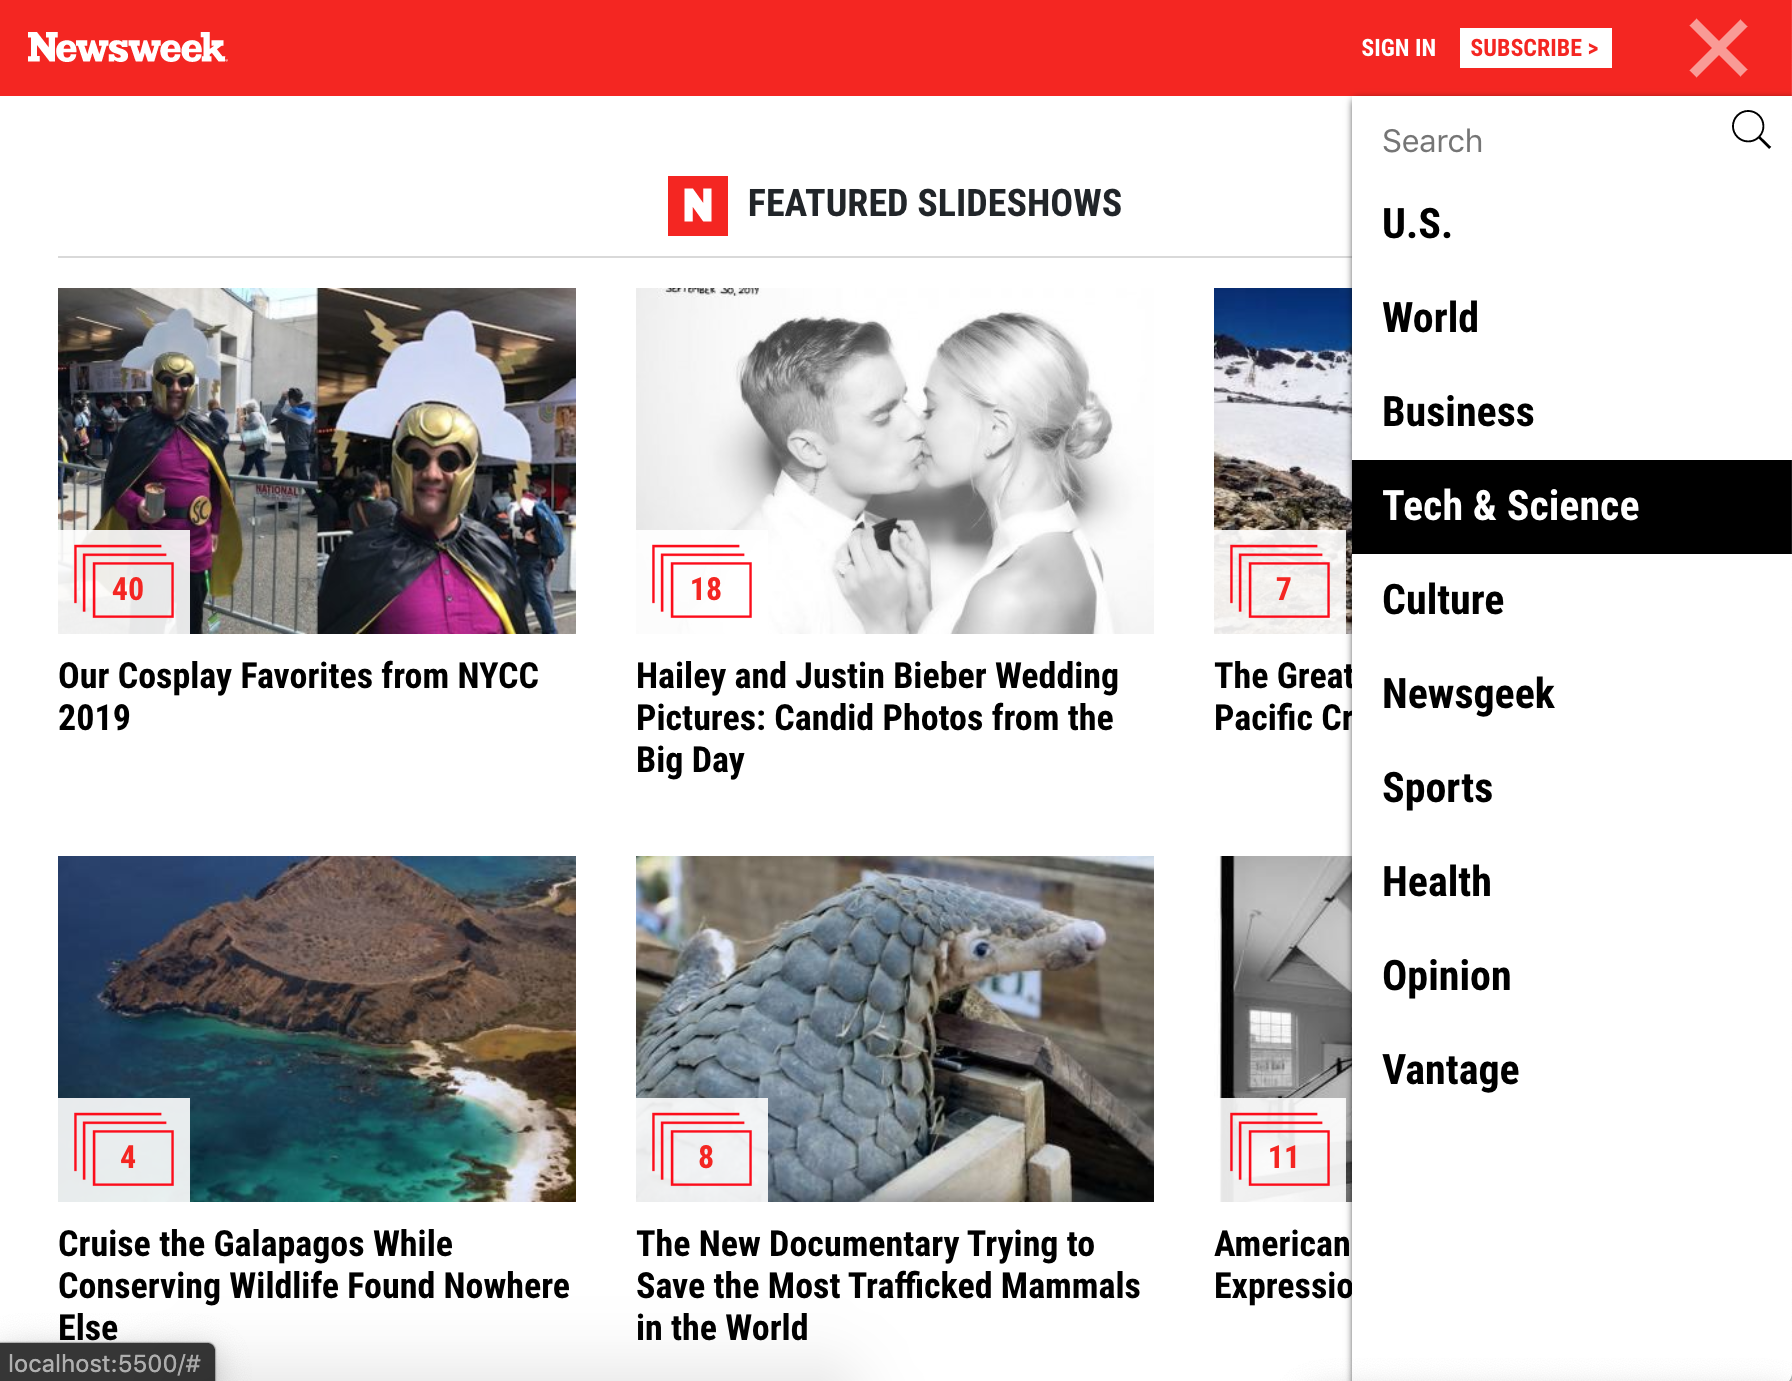 Newsweek
SIGN IN
SUBSCRIBE >
Search
FEATURED SLIDESHOWS
U.S.
World
Business
Tech & Science
Culture
Newsgeek
Sports
Health
Opinion
Vantage
N
SEPTEMBER 30, 2019
NATIONAL
SC
40
18
7
Our Cosplay Favorites from NYCC
2019
Hailey and Justin Bieber Wedding
Pictures: Candid Photos from the
Big Day
The Great
Pacific Cr
4
8
11
Cruise the Galapagos While
Conserving Wildlife Found Nowhere
Else
The New Documentary Trying to
Save the Most Trafficked Mammals
in the World
American
Expressio
localhost:5500/#